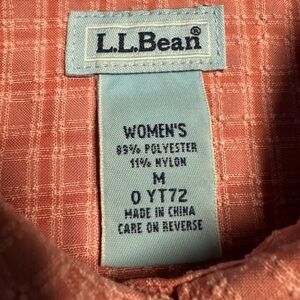 L.L.Bean®
WOMEN'S
89% POLYESTER
11% NYLON
M
0 YT72
MADE IN CHINA
CARE ON REVERSE